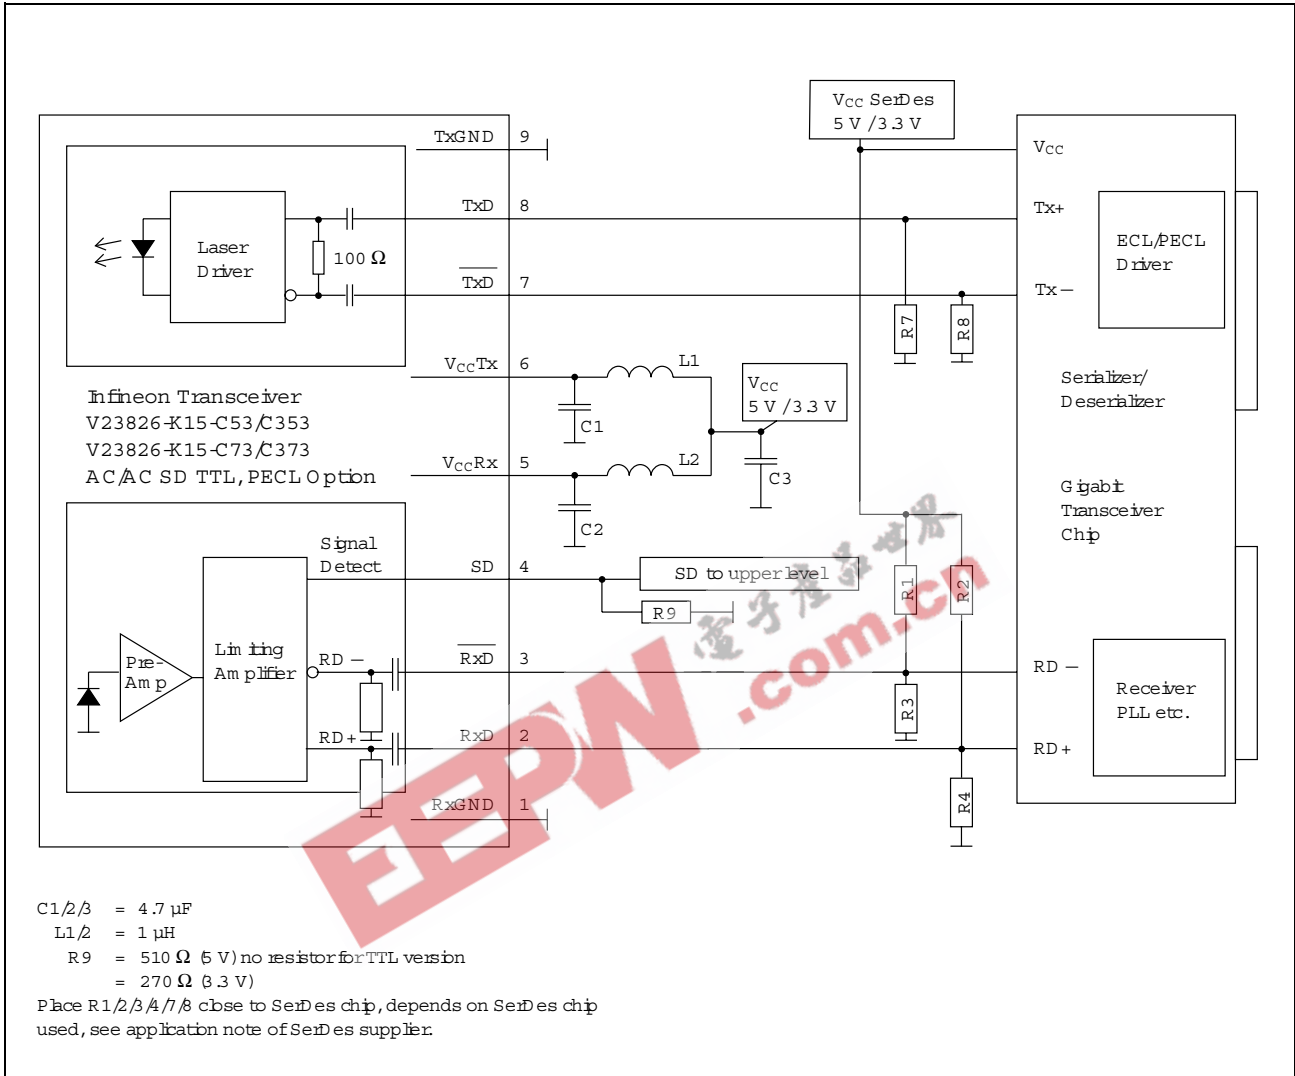 VCC SerDes
5 V / 3.3 V
TxGND 9
VCC
TxD 8
Tx+
Laser
Driver
100 Ω
ECL/PECL
Driver
TxD 7
Tx−
R7
R8
VCCTx 6
L1
VCC
5 V / 3.3 V
Infineon Transceiver
V23826-K15-C53/C353
V23826-K15-C73/C373
AC/AC SD TTL, PECL Option
C1
Serializer/
Deserializer
VCCRx 5
L2
C3
C2
Gigabit
Transceiver
Chip
Signal
Detect
SD 4
SD to upper level
R9
R1
R2
Pre-
Amp
Limiting
Amplifier
RD−
RxD 3
RD−
R3
Receiver
PLL etc.
RD+
RxD 2
RD+
R4
RxGND 1
電子產品世界
EEPW
.com.cn
C1/2/3 = 4.7 µF
L1/2 = 1 µH
R9 = 510 Ω (5 V) no resistor for TTL version
= 270 Ω (3.3 V)
Place R1/2/3/4/7/8 close to SerDes chip, depends on SerDes chip
used, see application note of SerDes supplier.